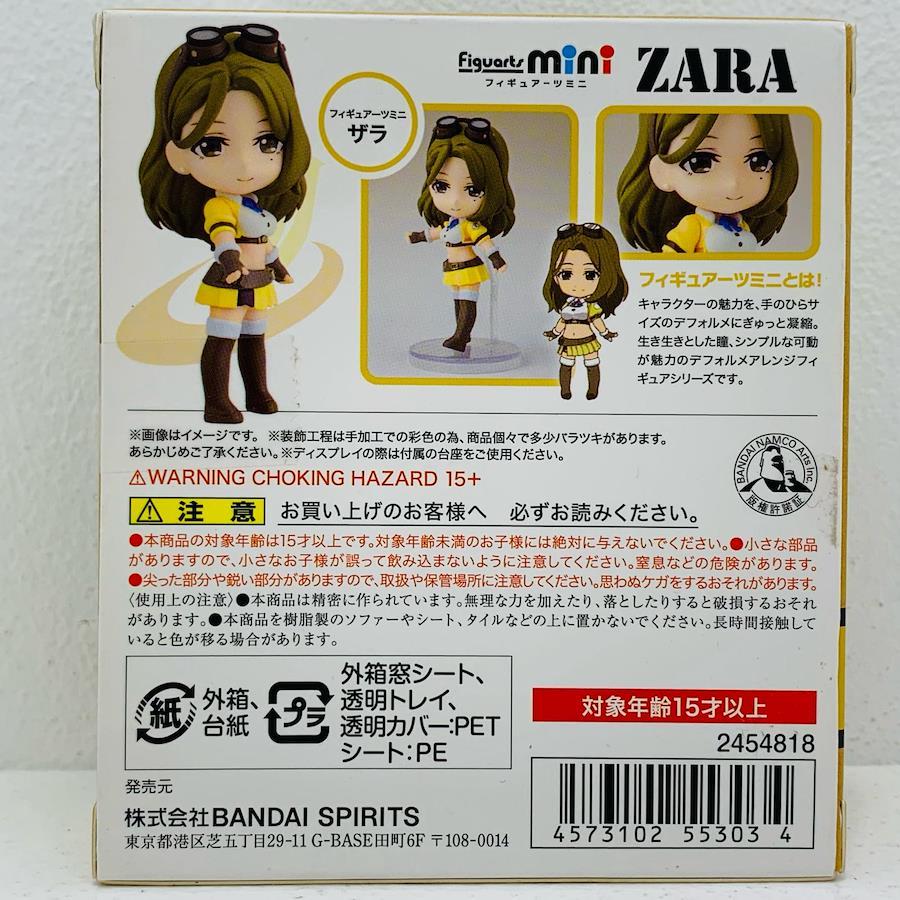 Figuarts mini ZARA
フィギュアーツミニ
フィギュアーツミニ
ザラ
フィギュアーツミニとは!
キャラクターの魅力を、手のひらサ
イズのデフォルメにぎゅっと凝縮。
生き生きとした瞳、シンプルな可動
が魅力のデフォルメアレンジフィ
ギュアシリーズです。
※画像はイメージです。 ※装飾工程は手加工での彩色の為、商品個々で多少バラツキがあります。
あらかじめご了承ください。※ディスプレイの際は付属の台座をご使用ください。
⚠WARNING CHOKING HAZARD 15+
BANDAI NAMCO Arts Inc.
版権許諾証
⚠ 注意 お買い上げのお客様へ 必ずお読みください。
●本商品の対象年齢は15才以上です。対象年齢未満のお子様には絶対に与えないでください。●小さな部品
がありますので、小さなお子様が誤って飲み込まないように注意してください。窒息などの危険があります。
●尖った部分や鋭い部分がありますので、取扱や保管場所に注意してください。思わぬケガをするおそれがあります。
〈使用上の注意〉●本商品は精密に作られています。無理な力を加えたり、落としたりすると破損するおそれ
があります。●本商品を樹脂製のソファーやシート、タイルなどの上に置かないでください。長時間接触して
いると色が移る場合があります。
紙 外箱、
台紙
プラ 外箱窓シート、
透明トレイ、
透明カバー:PET
シート:PE
対象年齢15才以上
2454818
4573102 55303 4
発売元
株式会社BANDAI SPIRITS
東京都港区芝五丁目29-11 G-BASE田町6F 〒108-0014